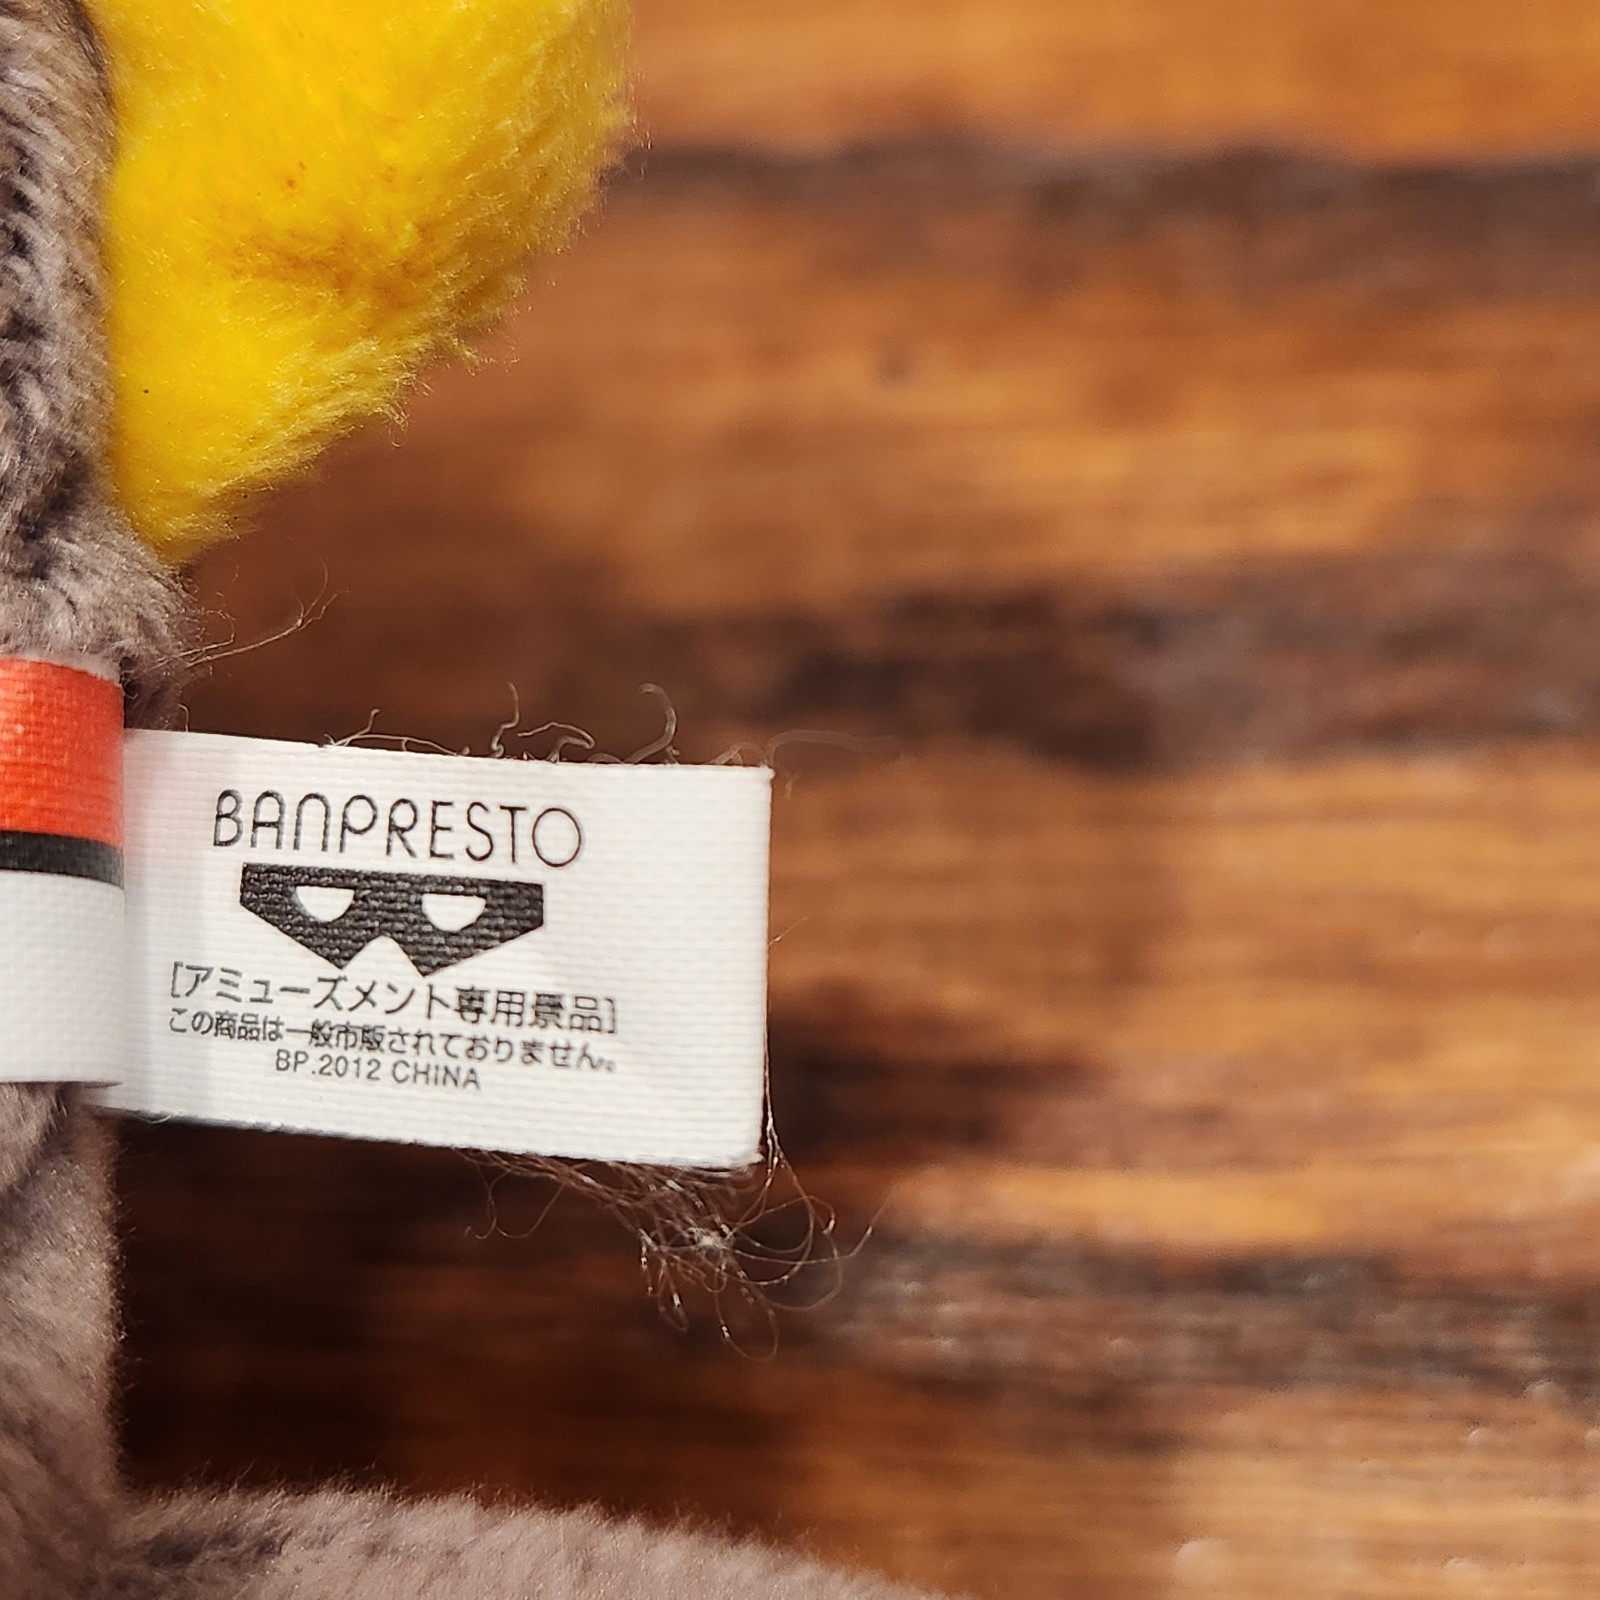 BANPRESTO
[アミューズメント専用景品]
この商品は一般市販されておりません。
BP.2012 CHINA